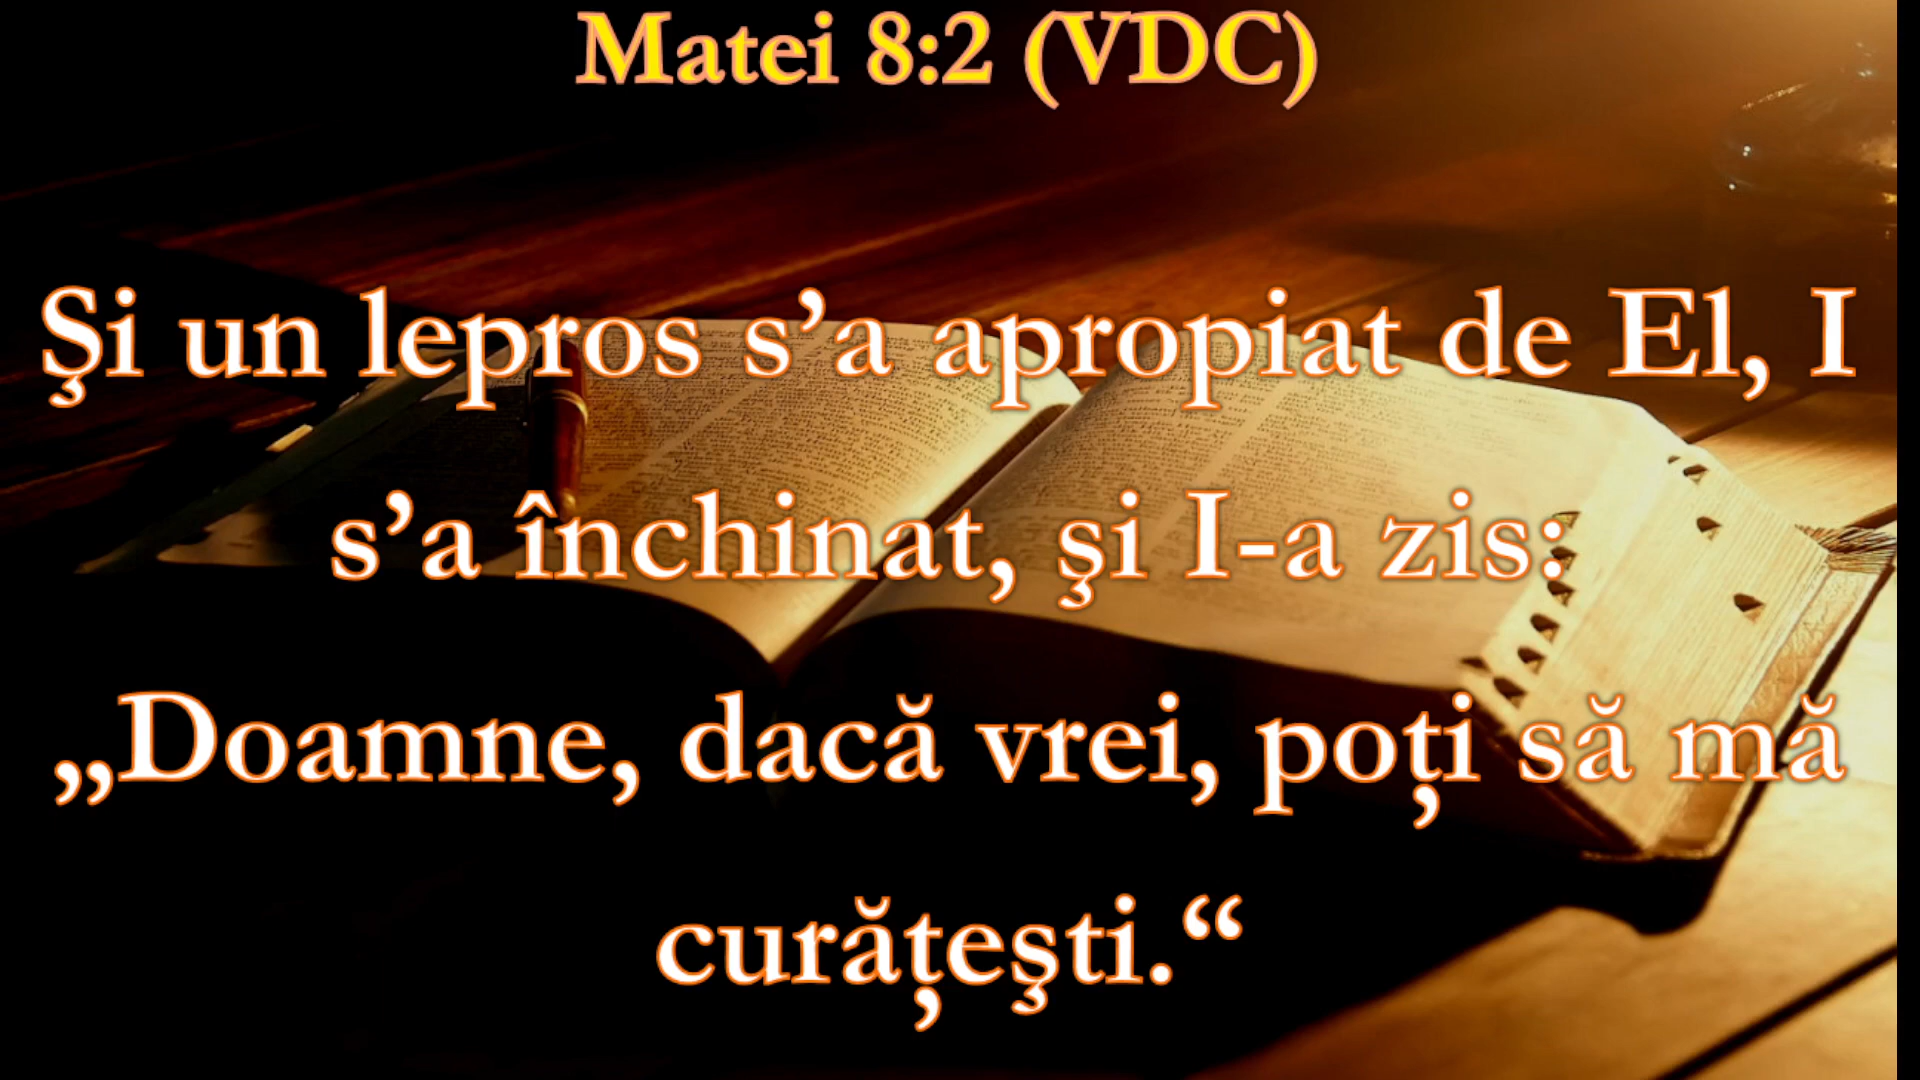 Matei 8:2 (VDC)
Şi un lepros s’a apropiat de El, I
s’a închinat, şi I-a zis:
„Doamne, dacă vrei, poți să mă
curățeşti.“